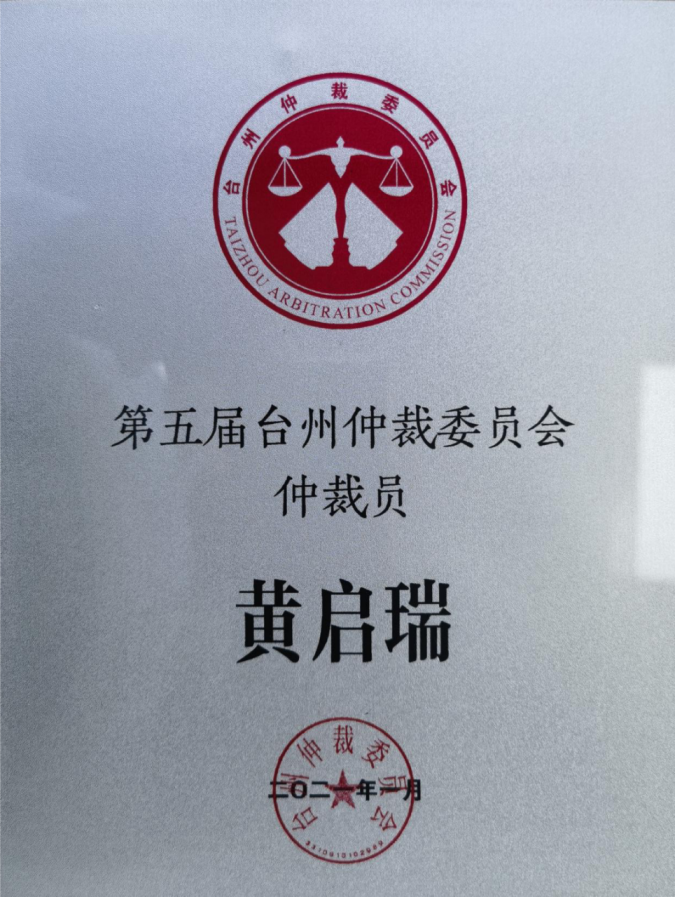 台州仲裁委员会
TAIZHOU ARBITRATION COMMISSION
第五届台州仲裁委员会
仲裁员
黄启瑞
台州仲裁委员会
二〇二一年一月